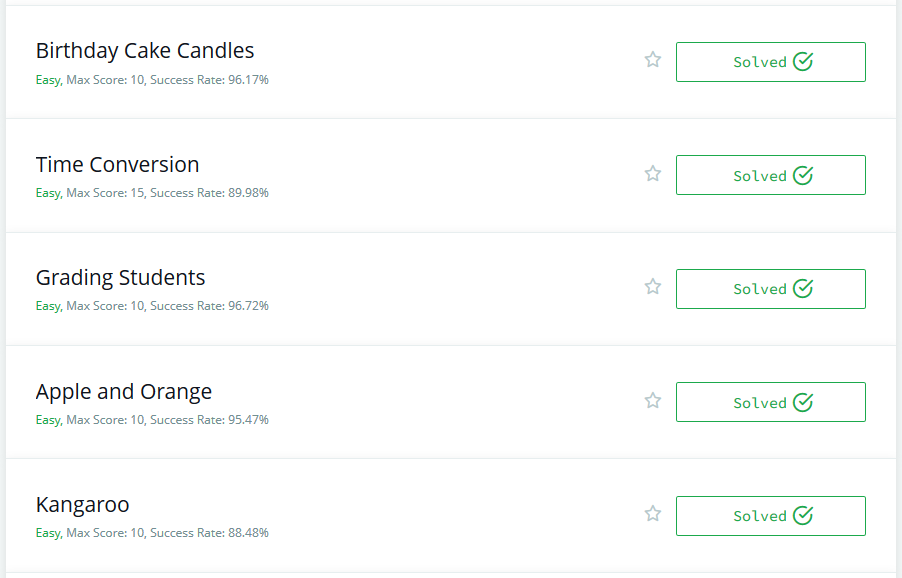 Birthday Cake Candles
Easy, Max Score: 10, Success Rate: 96.17%
Solved
Time Conversion
Easy, Max Score: 15, Success Rate: 89.98%
Solved
Grading Students
Easy, Max Score: 10, Success Rate: 96.72%
Solved
Apple and Orange
Easy, Max Score: 10, Success Rate: 95.47%
Solved
Kangaroo
Easy, Max Score: 10, Success Rate: 88.48%
Solved